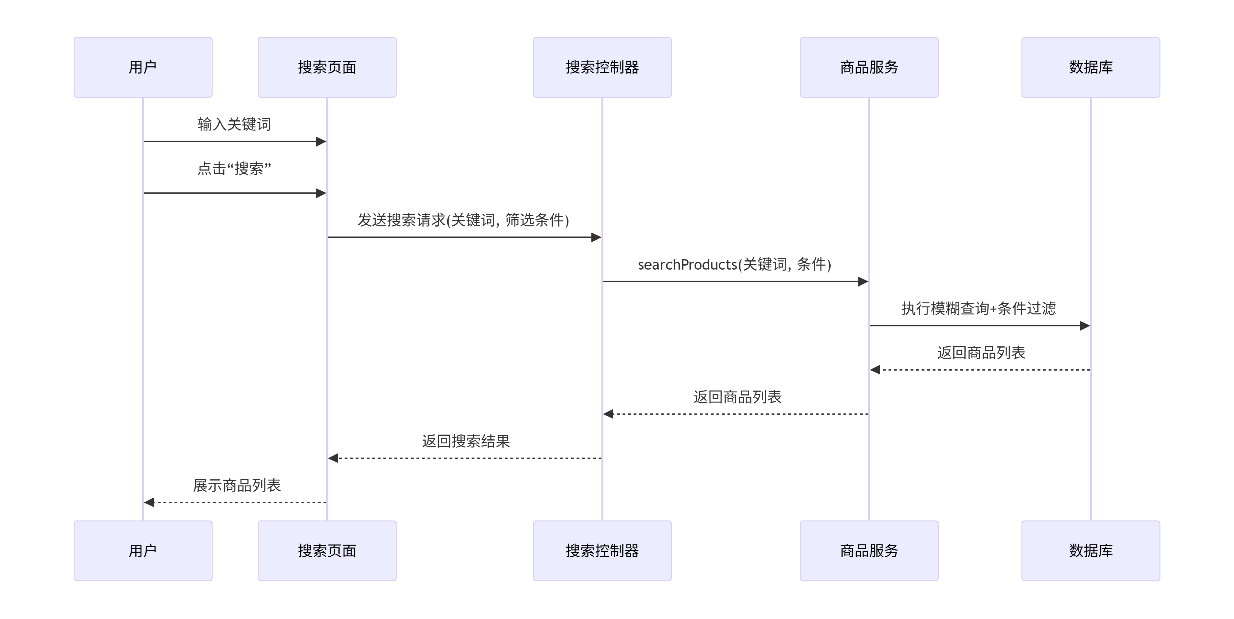 用户
搜索页面
搜索控制器
商品服务
数据库
输入关键词
点击“搜索”
发送搜索请求(关键词, 筛选条件)
searchProducts(关键词, 条件)
执行模糊查询+条件过滤
返回商品列表
返回商品列表
返回搜索结果
展示商品列表
用户
搜索页面
搜索控制器
商品服务
数据库